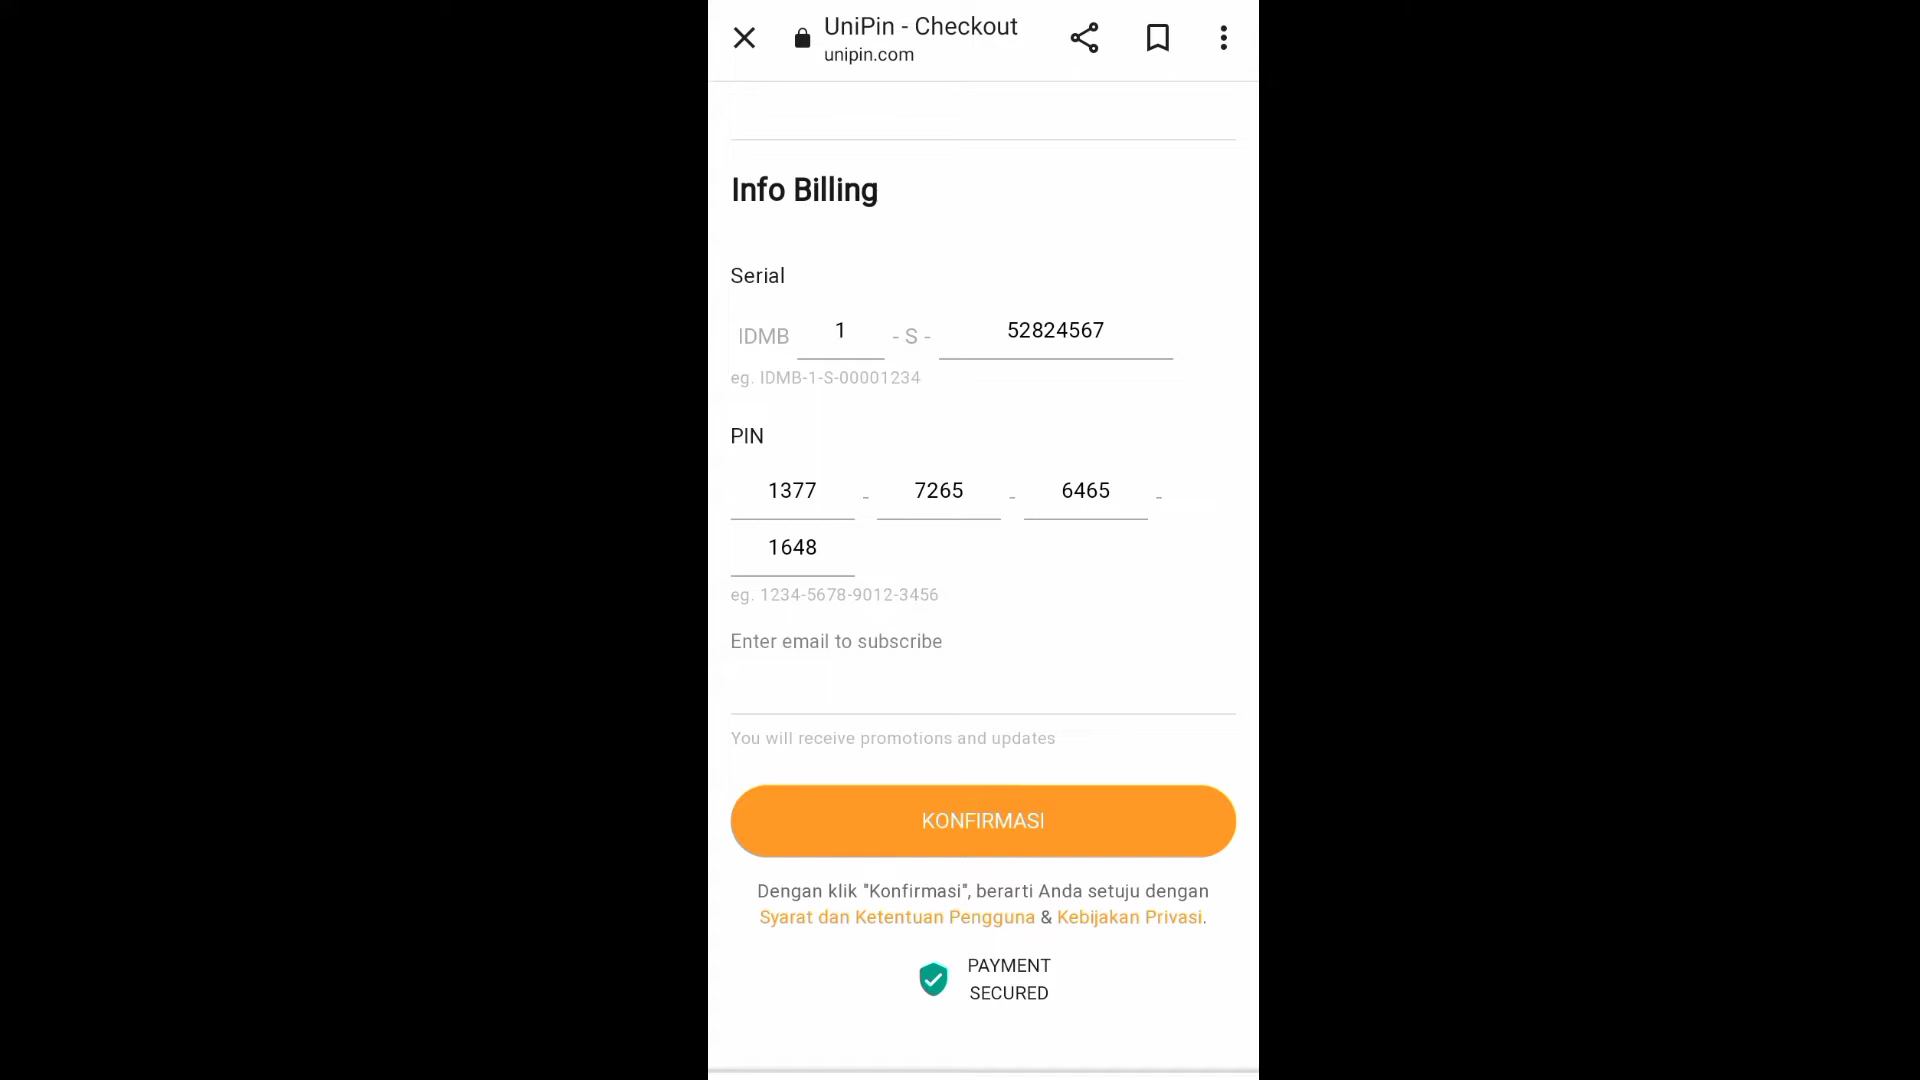 UniPin - Checkout
unipin.com
Info Billing
Serial
IDMB 1 - S - 52824567
eg. IDMB-1-S-00001234
PIN
1377 - 7265 - 6465 -
1648
eg. 1234-5678-9012-3456
Enter email to subscribe
You will receive promotions and updates
KONFIRMASI
Dengan klik "Konfirmasi", berarti Anda setuju dengan
Syarat dan Ketentuan Pengguna & Kebijakan Privasi.
PAYMENT
SECURED